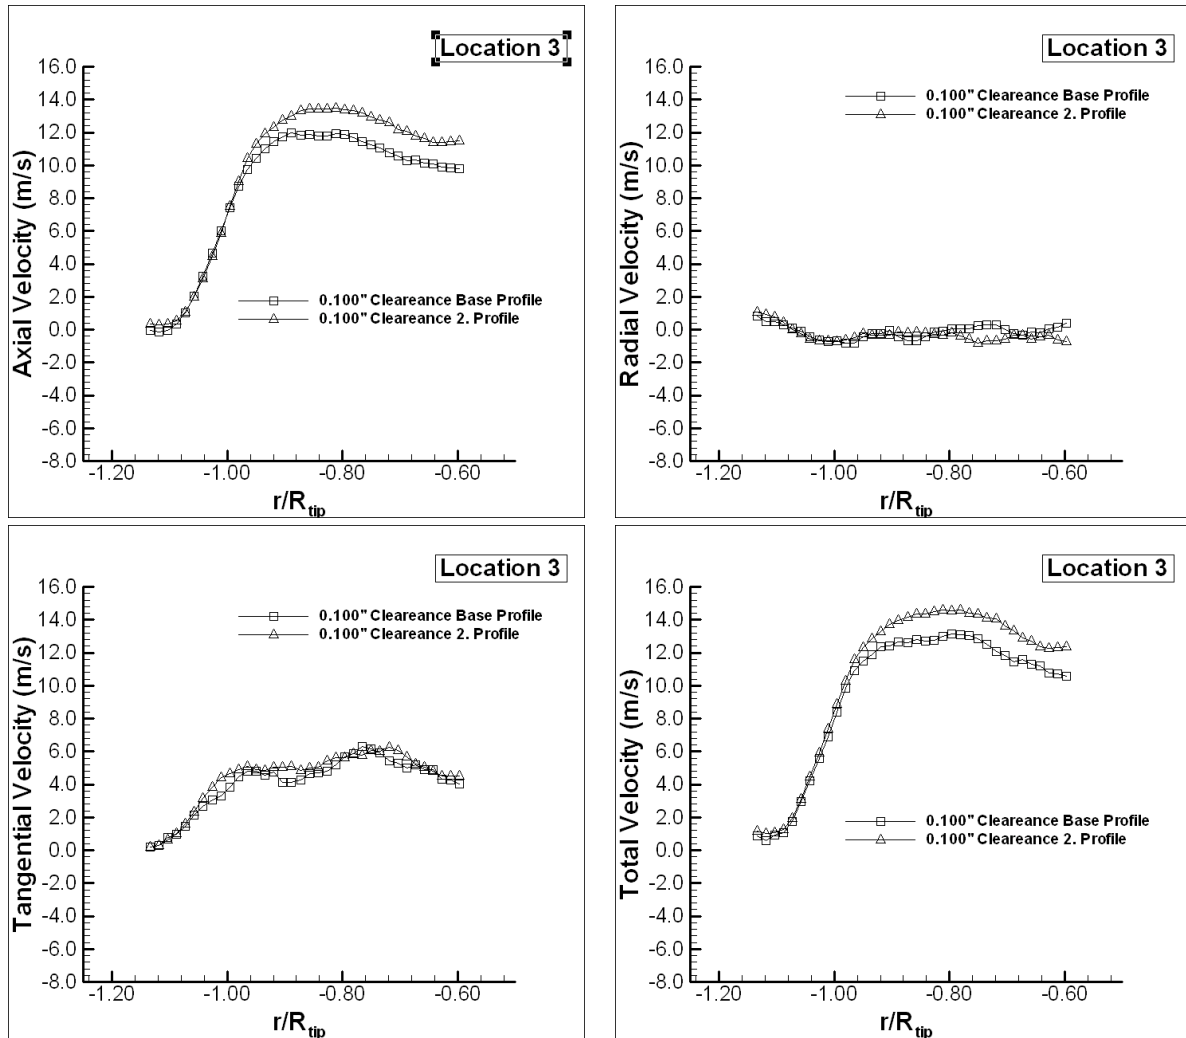 Location 3
16.0
14.0
12.0
10.0
8.0
6.0
4.0
2.0
0.0
-2.0
-4.0
-6.0
-8.0
Axial Velocity (m/s)
0.100" Cleareance Base Profile
0.100" Cleareance 2. Profile
-1.20 -1.00 -0.80 -0.60
r/Rtip
Location 3
16.0
14.0
12.0
10.0
8.0
6.0
4.0
2.0
0.0
-2.0
-4.0
-6.0
-8.0
Radial Velocity (m/s)
0.100" Cleareance Base Profile
0.100" Cleareance 2. Profile
-1.20 -1.00 -0.80 -0.60
r/Rtip
Location 3
16.0
14.0
12.0
10.0
8.0
6.0
4.0
2.0
0.0
-2.0
-4.0
-6.0
-8.0
Tangential Velocity (m/s)
0.100" Cleareance Base Profile
0.100" Cleareance 2. Profile
-1.20 -1.00 -0.80 -0.60
r/Rtip
Location 3
16.0
14.0
12.0
10.0
8.0
6.0
4.0
2.0
0.0
-2.0
-4.0
-6.0
-8.0
Total Velocity (m/s)
0.100" Cleareance Base Profile
0.100" Cleareance 2. Profile
-1.20 -1.00 -0.80 -0.60
r/Rtip